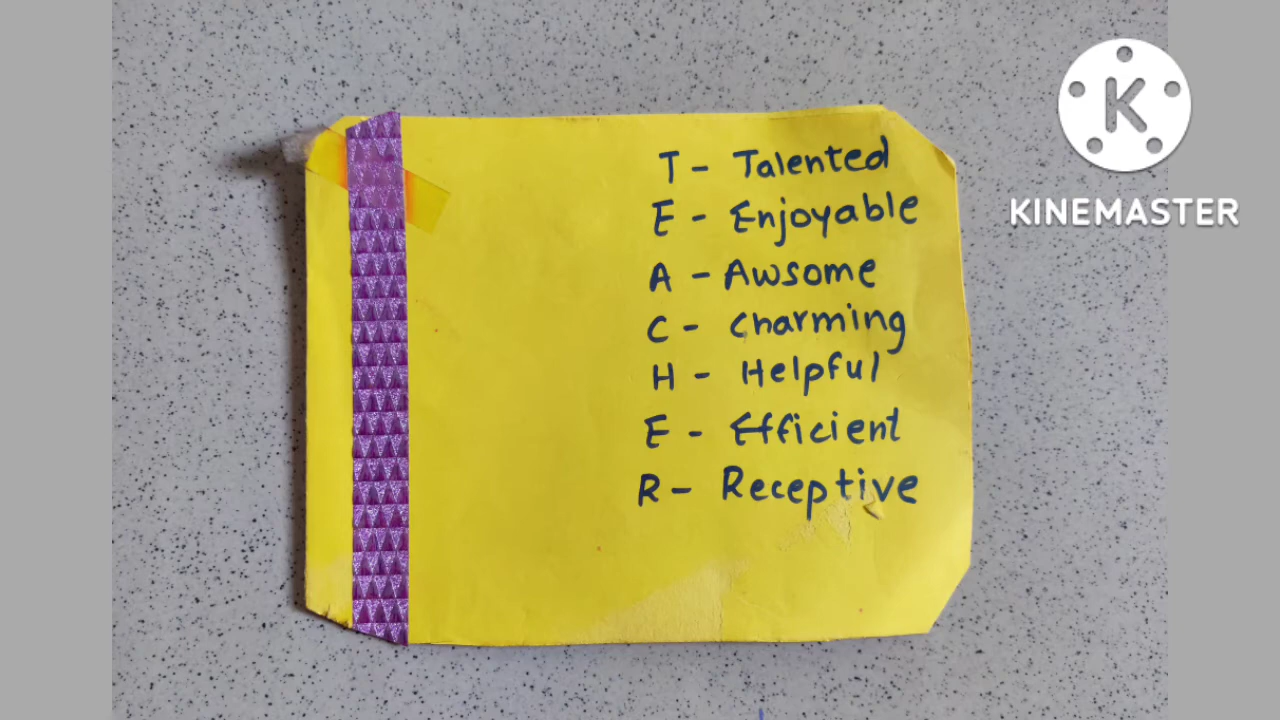 T - Talented
E - Enjoyable
A - Awsome
C - Charming
H - Helpful
E - Efficient
R - Receptive
K
KINEMASTER